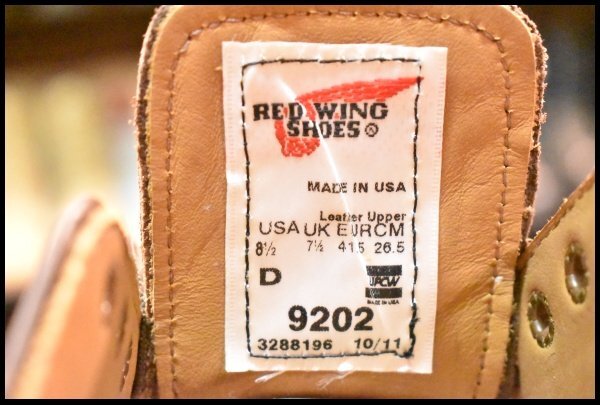 RED WING
SHOES®
MADE IN USA
Leather Upper
USA UK EUR CM
8½ 7½ 41.5 26.5
D
UFCW
MADE IN USA
9202
3288196 10/11